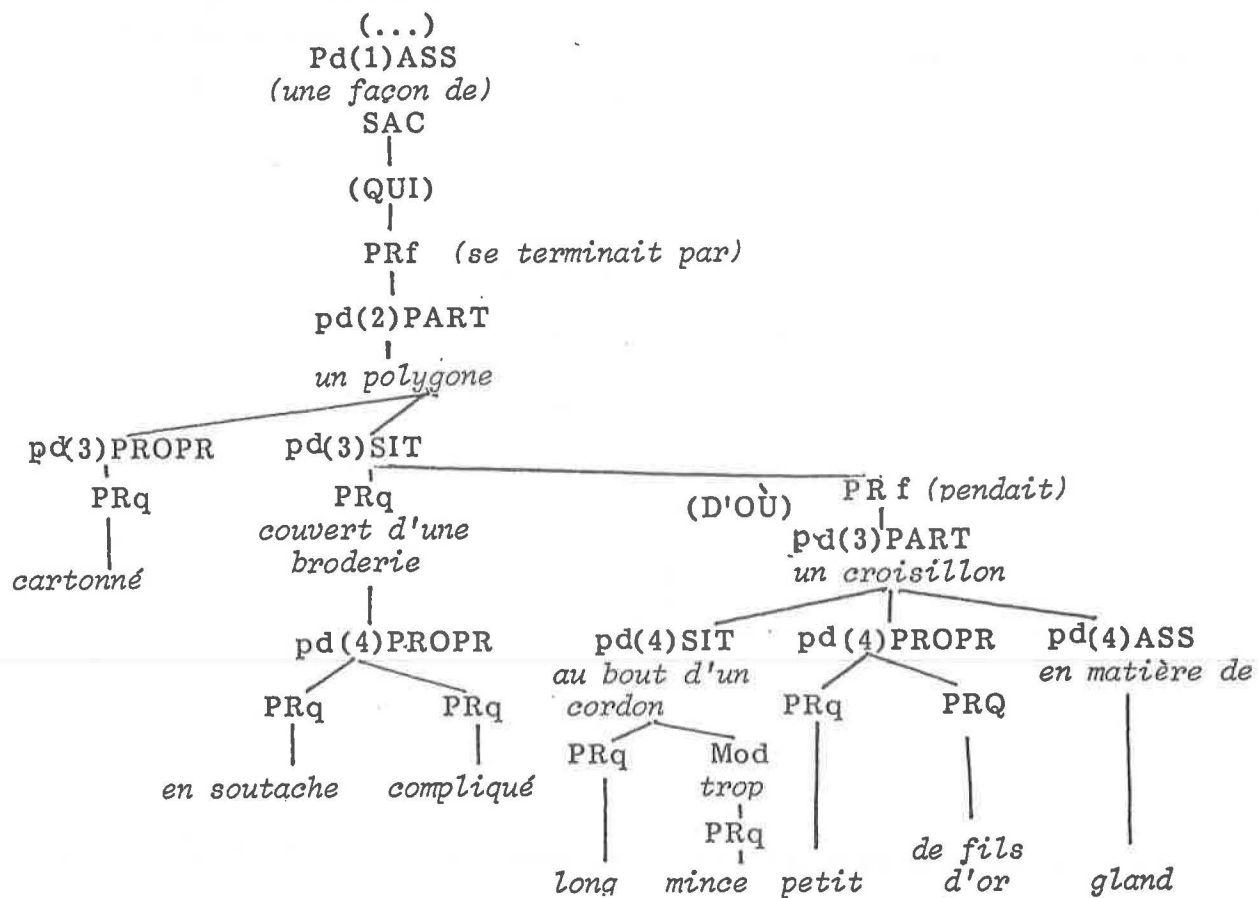 (...)
Pd(1)ASS
(une façon de)
SAC
(QUI)
PRf (se terminait par)
pd(2)PART
un polygone
pd(3)PROPR pd(3)SIT
PRq PRq (D'OÙ) PRf (pendait)
couvert d'une pd(3)PART
cartonné broderie un croisillon
pd(4)PROPR pd(4)SIT pd(4)PROPR pd(4)ASS
au bout d'un en matière de
PRq PRq cordon PRq PRQ
PRq Mod
en soutache compliqué trop
PRq
de fils
long mince petit d'or gland